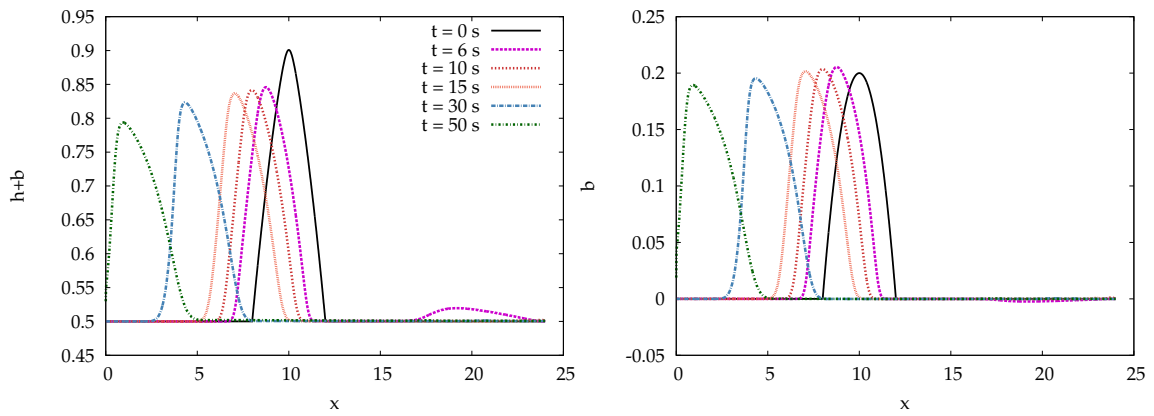 0.95
0.9
0.85
0.8
0.75
0.7
0.65
0.6
0.55
0.5
0.45
h+b
0 5 10 15 20 25
x
t = 0 s
t = 6 s
t = 10 s
t = 15 s
t = 30 s
t = 50 s
0.25
0.2
0.15
0.1
0.05
0
-0.05
b
0 5 10 15 20 25
x